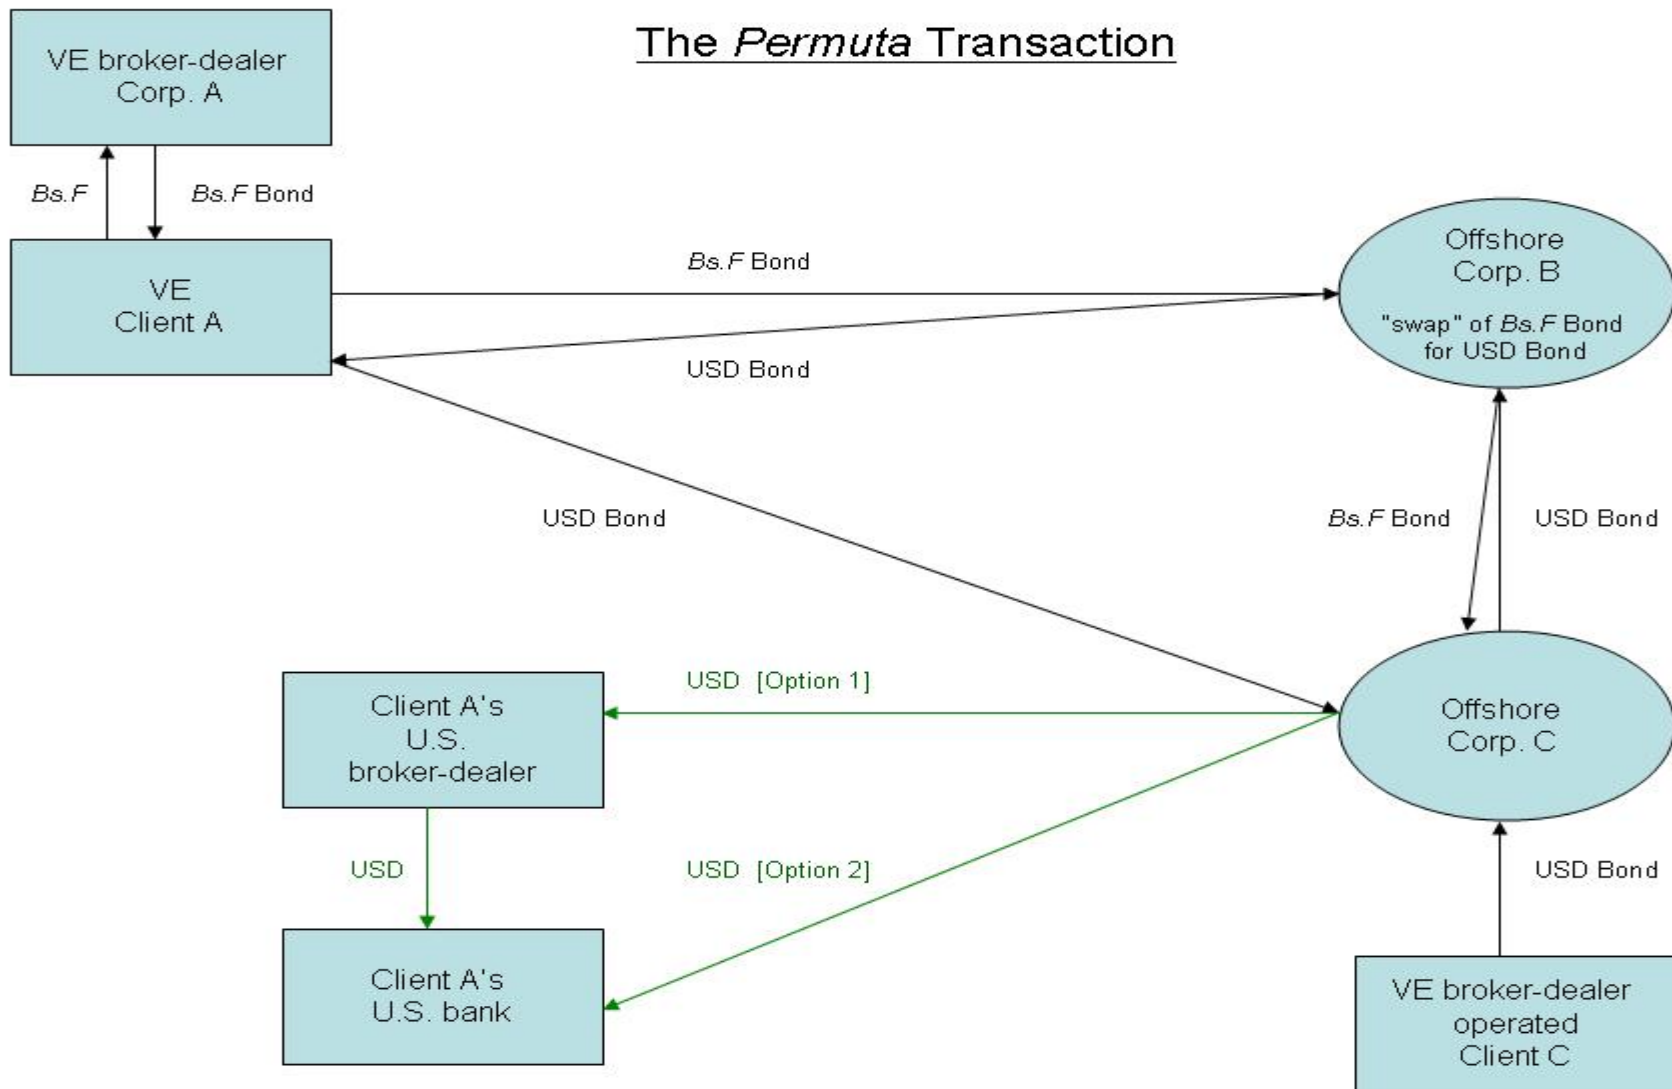 The Permuta Transaction
VE broker-dealer
Corp. A
Bs.F
Bs.F Bond
VE
Client A
Bs.F Bond
USD Bond
Offshore
Corp. B
"swap" of Bs.F Bond
for USD Bond
USD Bond
Bs.F Bond
USD Bond
Client A's
U.S.
broker-dealer
USD [Option 1]
Offshore
Corp. C
USD
USD [Option 2]
USD Bond
Client A's
U.S. bank
VE broker-dealer
operated
Client C